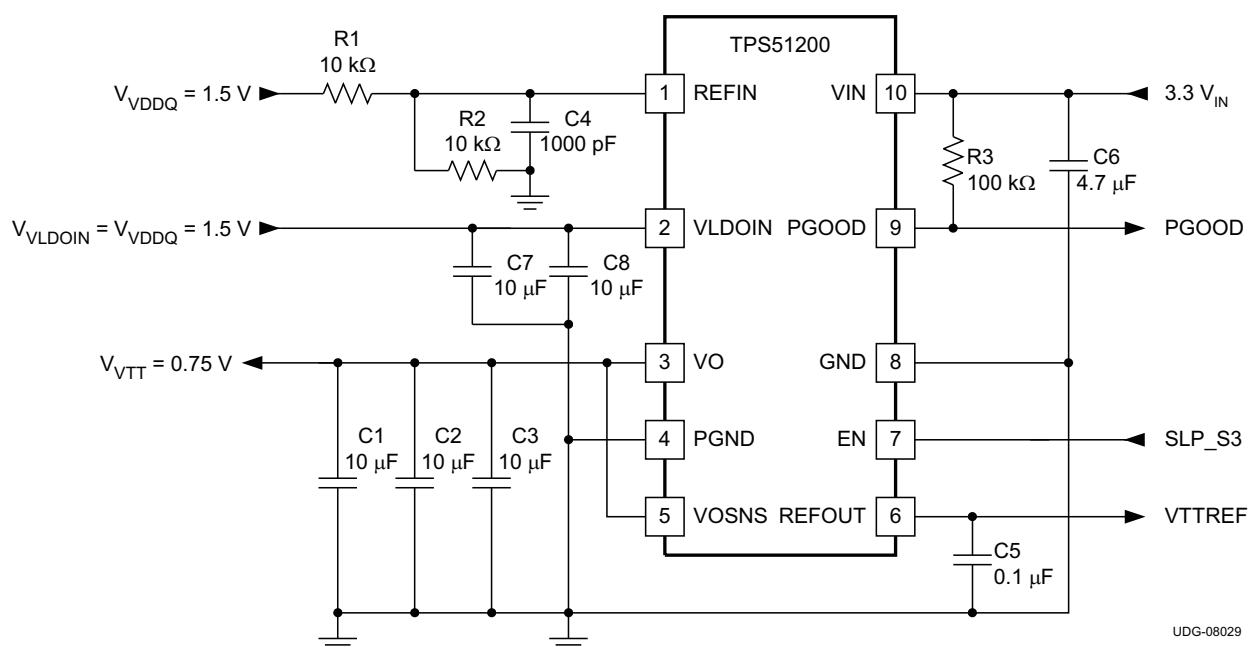 TPS51200
R1
10 kΩ
V_VDDQ = 1.5 V
1
REFIN
VIN
10
3.3 V_IN
R2
10 kΩ
C4
1000 pF
R3
100 kΩ
C6
4.7 μF
V_VLDOIN = V_VDDQ = 1.5 V
2
VLDOIN
PGOOD
9
PGOOD
C7
10 μF
C8
10 μF
V_VTT = 0.75 V
3
VO
GND
8
C1
10 μF
C2
10 μF
C3
10 μF
4
PGND
EN
7
SLP_S3
5
VOSNS
REFOUT
6
VTTREF
C5
0.1 μF
UDG-08029